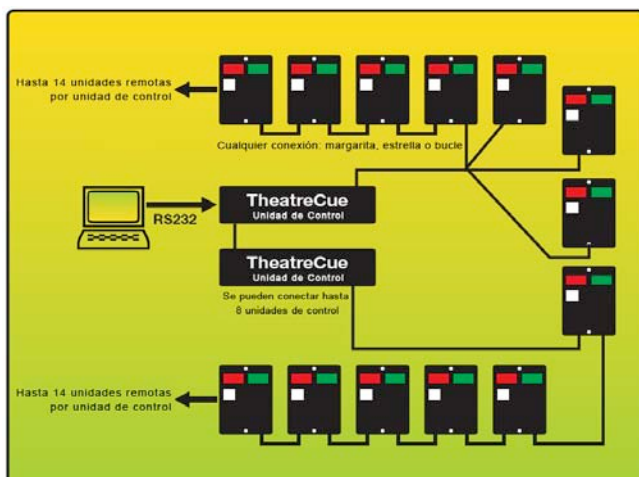 Hasta 14 unidades remotas
por unidad de control
Cualquier conexión: margarita, estrella o bucle
RS232
TheatreCue
Unidad de Control
TheatreCue
Unidad de Control
Se pueden conectar hasta
8 unidades de control
Hasta 14 unidades remotas
por unidad de control